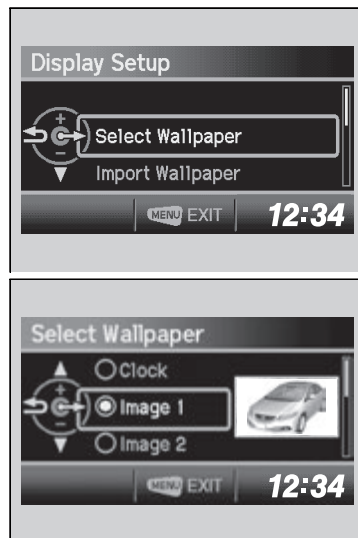 Display Setup
+
Select Wallpaper
−
Import Wallpaper
MENU EXIT 12:34
Select Wallpaper
Clock
+
Image 1
−
Image 2
MENU EXIT 12:34